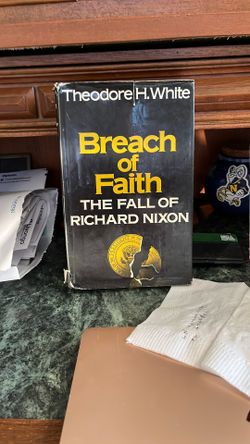 Theodore H. White
Breach
of
Faith
THE FALL OF
RICHARD NIXON
N